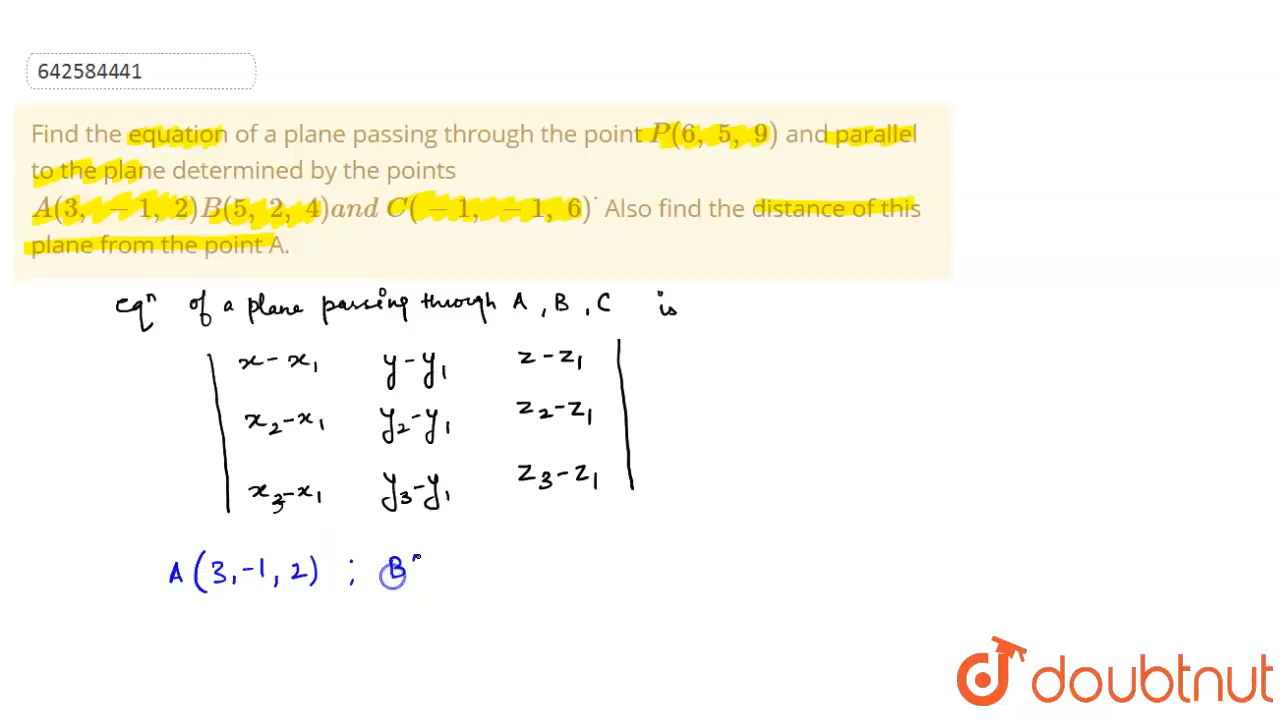 642584441
Find the equation of a plane passing through the point P(6, 5, 9) and parallel
to the plane determined by the points
A(3, −1, 2)B(5, 2, 4)and C(−1, −1, 6)˙ Also find the distance of this
plane from the point A.
eqⁿ of a plane passing through A, B, C is
x−x₁ y−y₁ z−z₁
x₂−x₁ y₂−y₁ z₂−z₁
x₃−x₁ y₃−y₁ z₃−z₁
A(3,−1,2) ; B
doubtnut